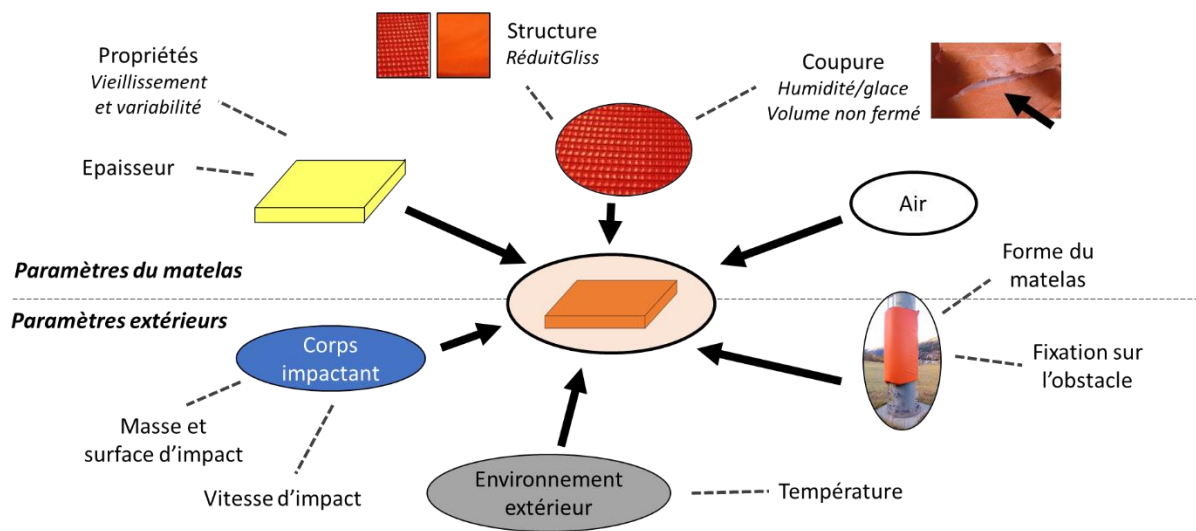 Propriétés
Vieillissement
et variabilité
Epaisseur
Structure
RéduitGliss
Coupure
Humidité/glace
Volume non fermé
Air
Paramètres du matelas
Forme du
matelas
Paramètres extérieurs
Corps
impactant
Fixation sur
l’obstacle
Masse et
surface d’impact
Vitesse d’impact
Environnement
extérieur
Température